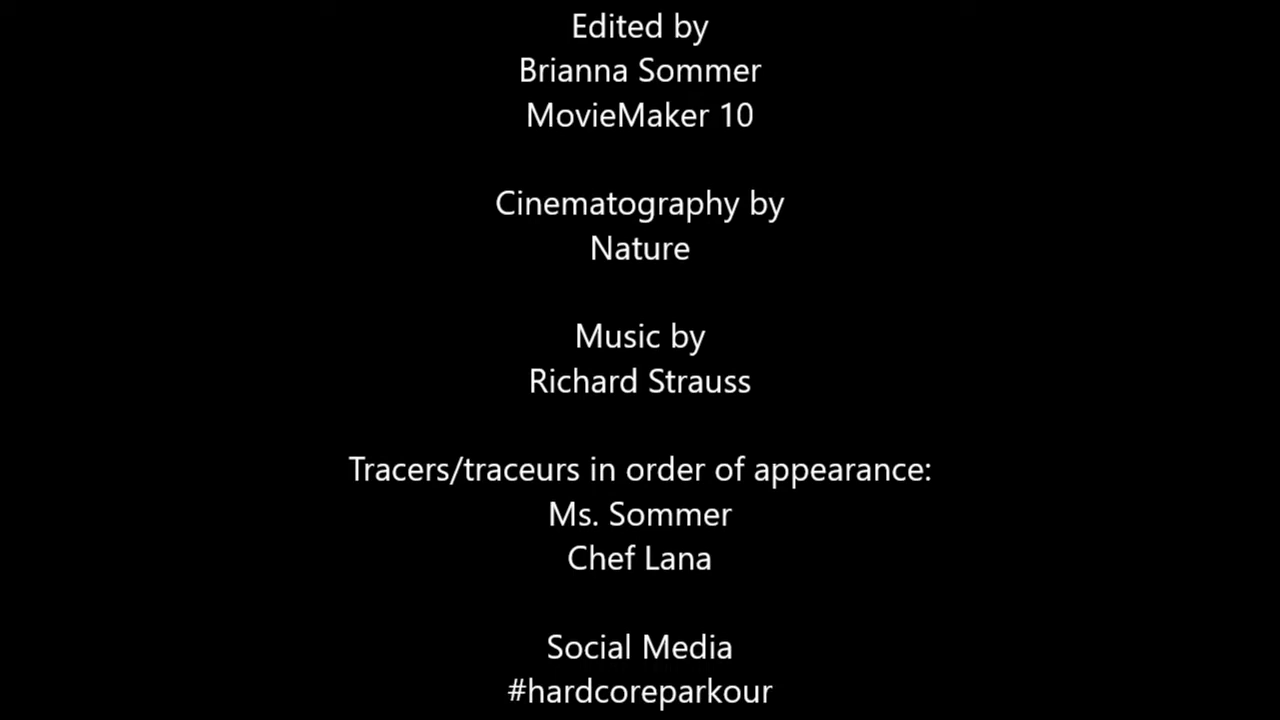 Edited by
Brianna Sommer
MovieMaker 10
Cinematography by
Nature
Music by
Richard Strauss
Tracers/traceurs in order of appearance:
Ms. Sommer
Chef Lana
Social Media
#hardcoreparkour